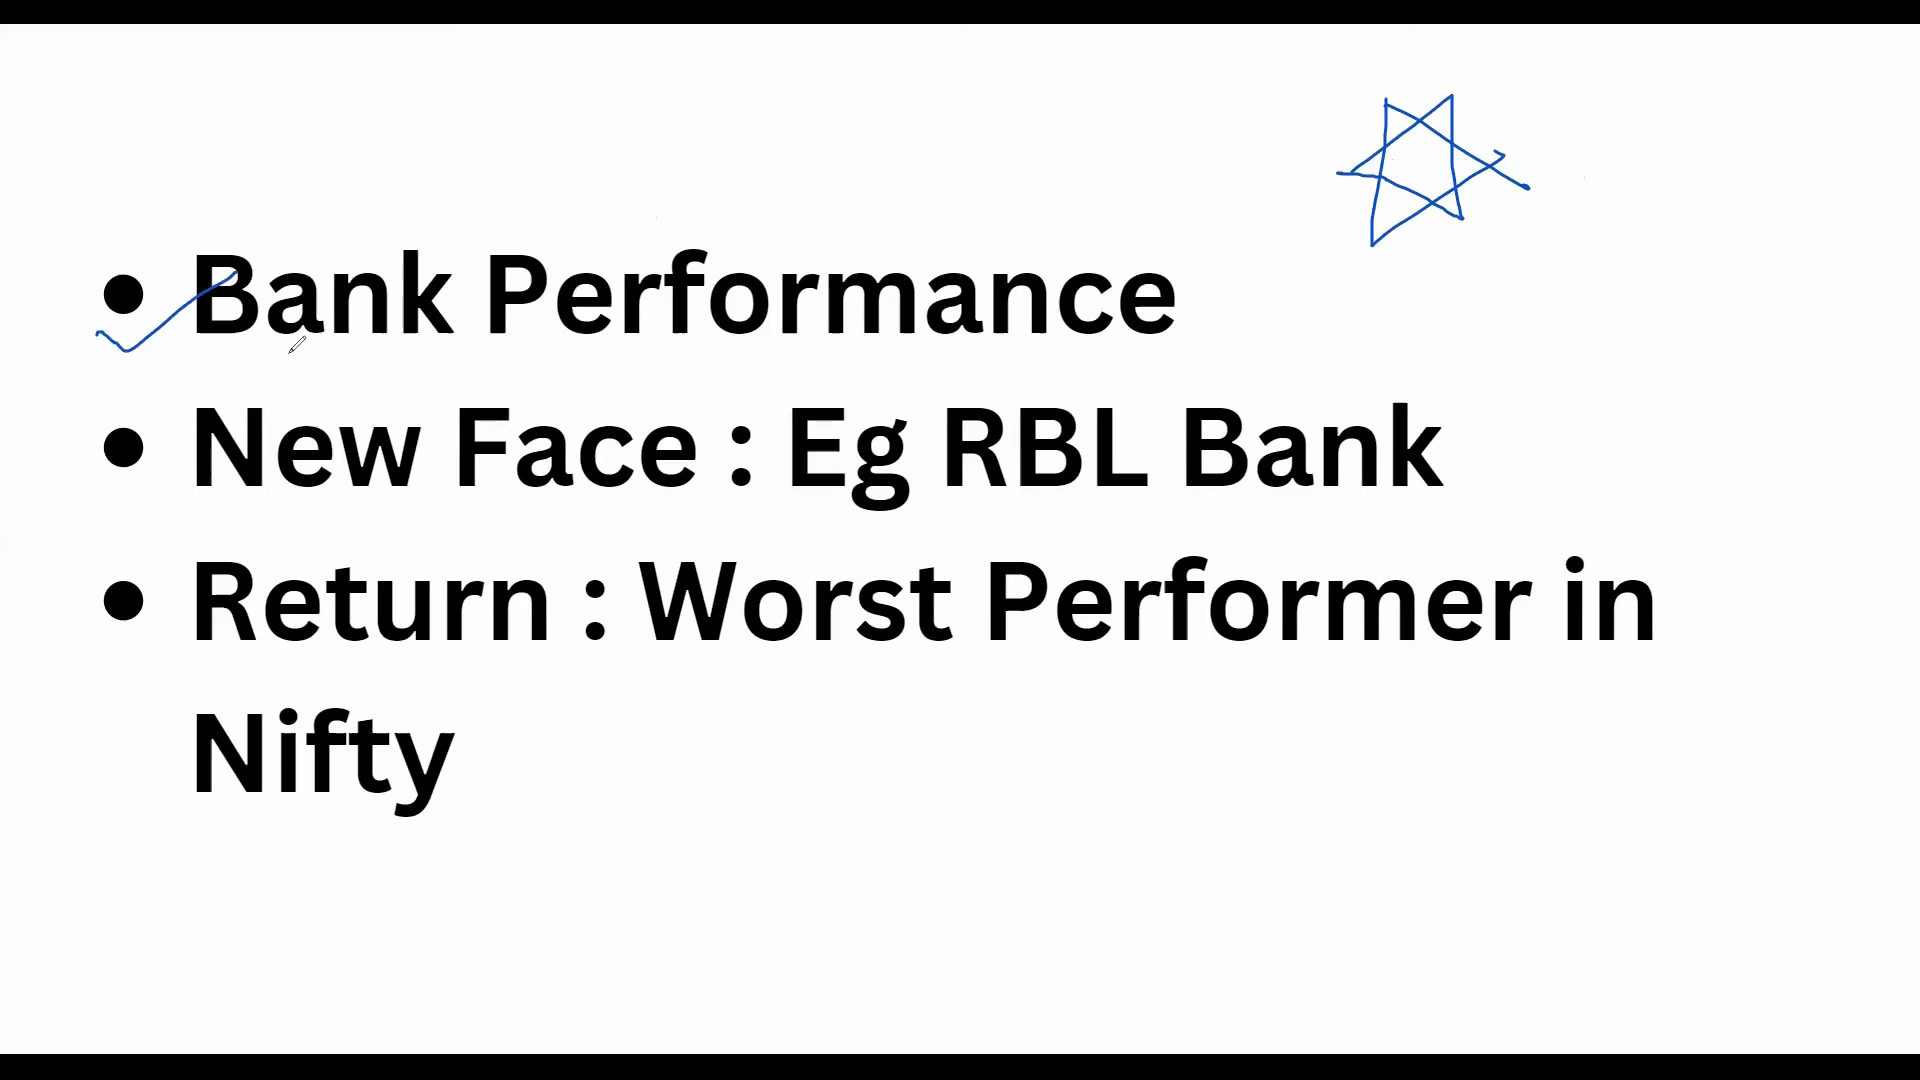 • Bank Performance
• New Face : Eg RBL Bank
• Return : Worst Performer in
Nifty